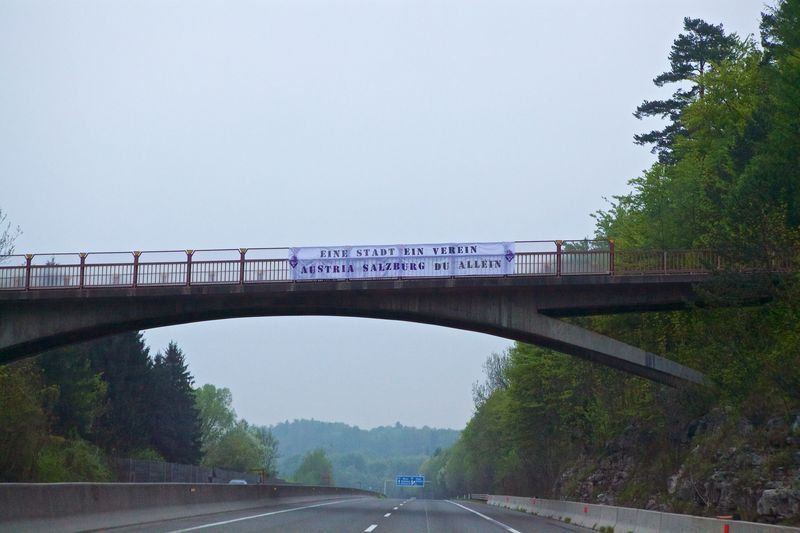 EINE STADT EIN VEREIN
AUSTRIA SALZBURG DU ALLEIN